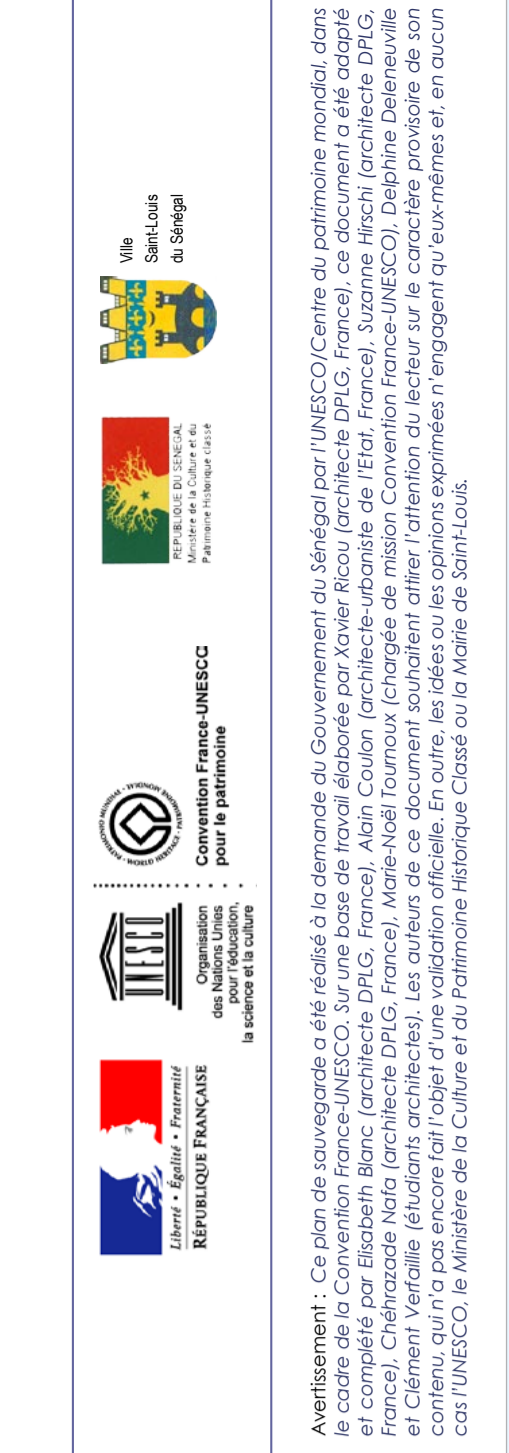 Liberté • Égalité • Fraternité
RÉPUBLIQUE FRANÇAISE
UNESCO
Organisation
des Nations Unies
pour l'éducation,
la science et la culture
PATRIMONIO MUNDIAL • WORLD HERITAGE • PATRIMOINE MONDIAL •
Convention France-UNESCO
pour le patrimoine
REPUBLIQUE DU SENEGAL
Ministère de la Culture et du
Patrimoine Historique classé
Ville
Saint-Louis
du Sénégal
Avertissement : Ce plan de sauvegarde a été réalisé à la demande du Gouvernement du Sénégal par l'UNESCO/Centre du patrimoine mondial, dans
le cadre de la Convention France-UNESCO. Sur une base de travail élaborée par Xavier Ricou (architecte DPLG, France), ce document a été adapté
et complété par Elisabeth Blanc (architecte DPLG, France), Alain Coulon (architecte-urbaniste de l'Etat, France), Suzanne Hirschi (architecte DPLG,
France), Chéhrazade Nafa (architecte DPLG, France), Marie-Noël Tournoux (chargée de mission Convention France-UNESCO), Delphine Deleneuville
et Clément Verfaillie (étudiants architectes). Les auteurs de ce document souhaitent attirer l'attention du lecteur sur le caractère provisoire de son
contenu, qui n'a pas encore fait l'objet d'une validation officielle. En outre, les idées ou les opinions exprimées n'engagent qu'eux-mêmes et, en aucun
cas l'UNESCO, le Ministère de la Culture et du Patrimoine Historique Classé ou la Mairie de Saint-Louis.